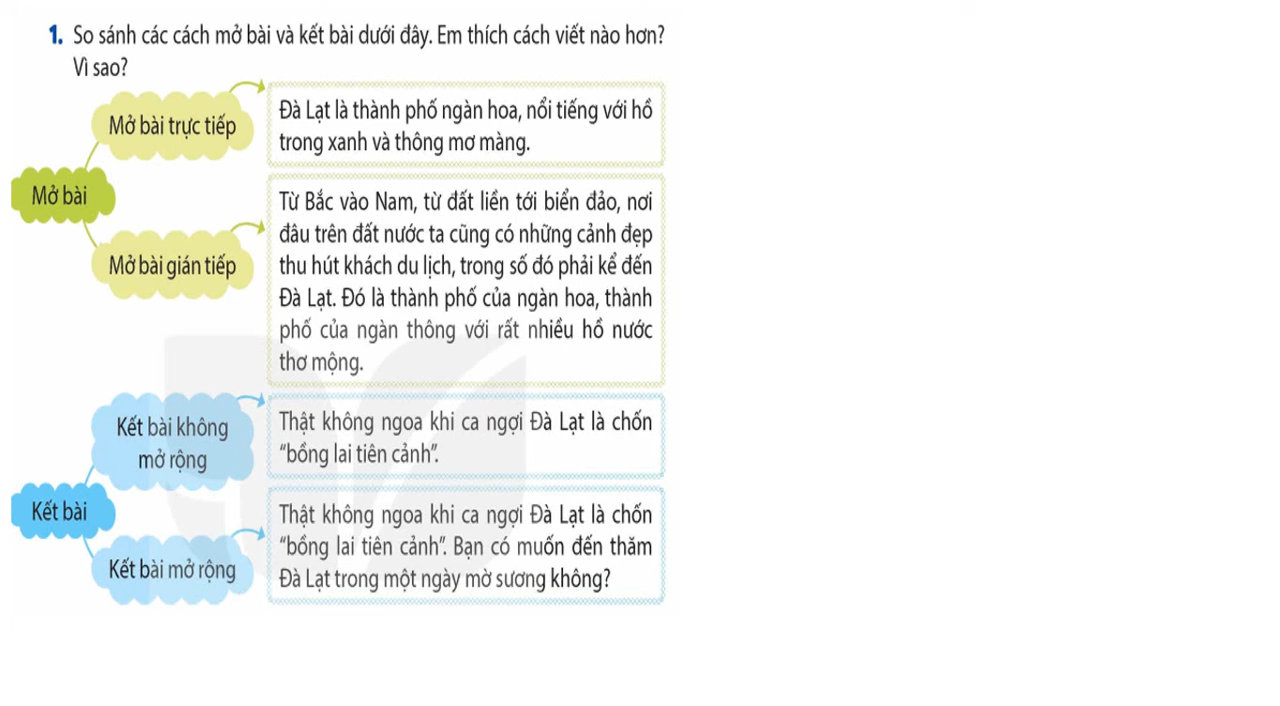 1. So sánh các cách mở bài và kết bài dưới đây. Em thích cách viết nào hơn?
Vì sao?
Mở bài
Mở bài trực tiếp
Đà Lạt là thành phố ngàn hoa, nổi tiếng với hồ
trong xanh và thông mơ màng.
Mở bài gián tiếp
Từ Bắc vào Nam, từ đất liền tới biển đảo, nơi
đâu trên đất nước ta cũng có những cảnh đẹp
thu hút khách du lịch, trong số đó phải kể đến
Đà Lạt. Đó là thành phố của ngàn hoa, thành
phố của ngàn thông với rất nhiều hồ nước
thơ mộng.
Kết bài
Kết bài không
mở rộng
Thật không ngoa khi ca ngợi Đà Lạt là chốn
“bồng lai tiên cảnh”.
Kết bài mở rộng
Thật không ngoa khi ca ngợi Đà Lạt là chốn
“bồng lai tiên cảnh”. Bạn có muốn đến thăm
Đà Lạt trong một ngày mờ sương không?